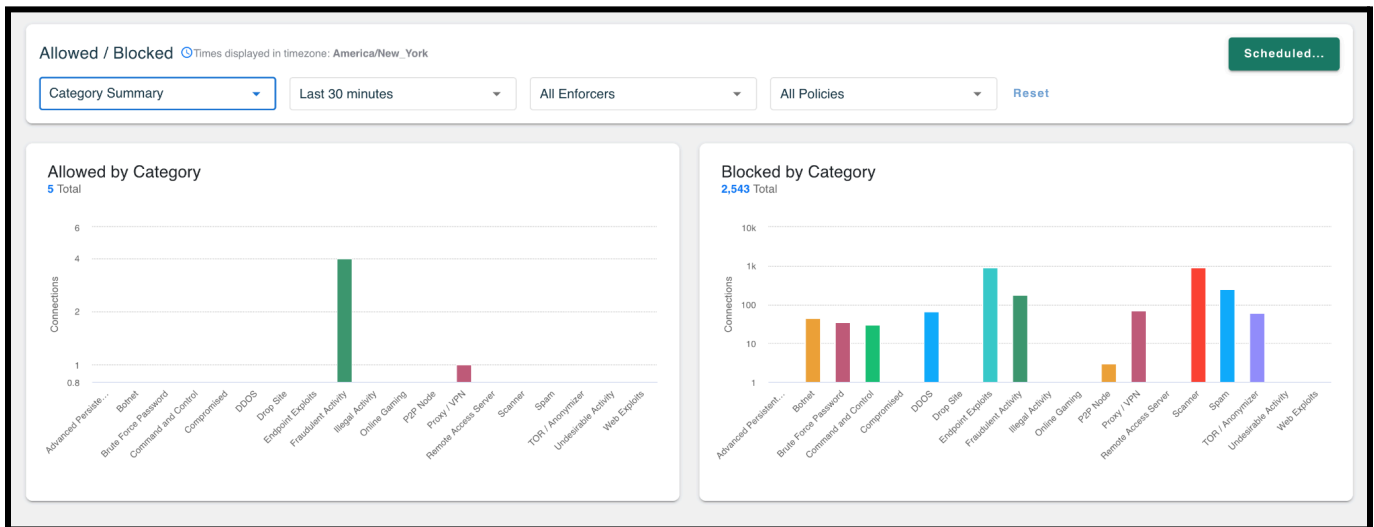 Allowed / Blocked Times displayed in timezone: America/New_York
Scheduled...
Category Summary
Last 30 minutes
All Enforcers
All Policies
Reset
Allowed by Category
5 Total
Connections
6
4
2
1
0.8
Advanced Persiste...
Botnet
Brute Force Password
Command and Control
Compromised
DDOS
Drop Site
Endpoint Exploits
Fraudulent Activity
Illegal Activity
Online Gaming
P2P Node
Proxy / VPN
Remote Access Server
Scanner
Spam
TOR / Anonymizer
Undesirable Activity
Web Exploits
Blocked by Category
2,543 Total
Connections
10k
1k
100
10
1
Advanced Persistent...
Botnet
Brute Force Password
Command and Control
Compromised
DDOS
Drop Site
Endpoint Exploits
Fraudulent Activity
Illegal Activity
Online Gaming
P2P Node
Proxy / VPN
Remote Access Server
Scanner
Spam
TOR / Anonymizer
Undesirable Activity
Web Exploits